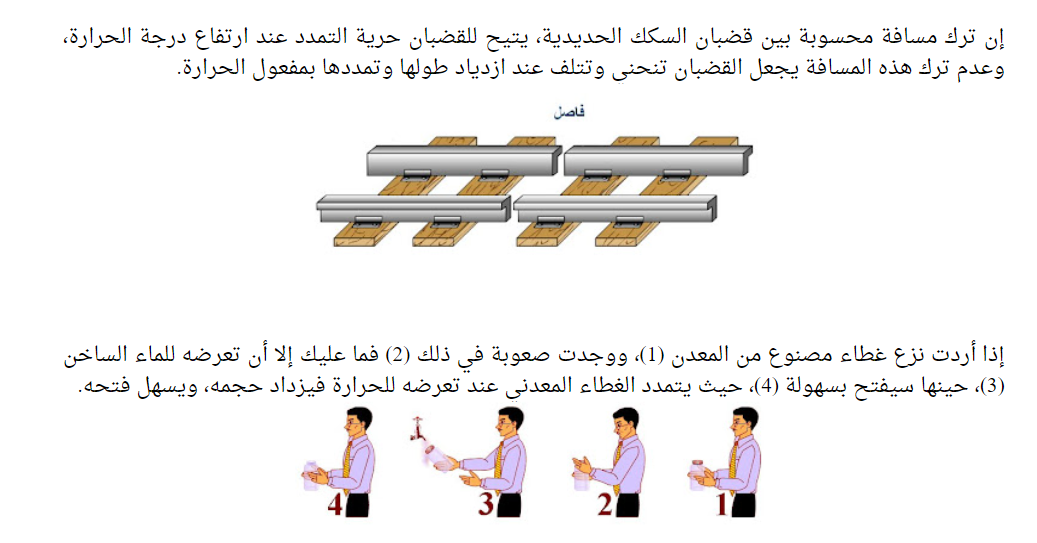 إن ترك مسافة محسوبة بين قضبان السكك الحديدية، يتيح للقضبان حرية التمدد عند ارتفاع درجة الحرارة،
وعدم ترك هذه المسافة يجعل القضبان تنحنى وتتلف عند ازدياد طولها وتمددها بمفعول الحرارة.
فاصل
إذا أردت نزع غطاء مصنوع من المعدن (1)، ووجدت صعوبة في ذلك (2) فما عليك إلا أن تعرضه للماء الساخن
(3)، حينها سيفتح بسهولة (4)، حيث يتمدد الغطاء المعدني عند تعرضه للحرارة فيزداد حجمه، ويسهل فتحه.
1 2 3 4